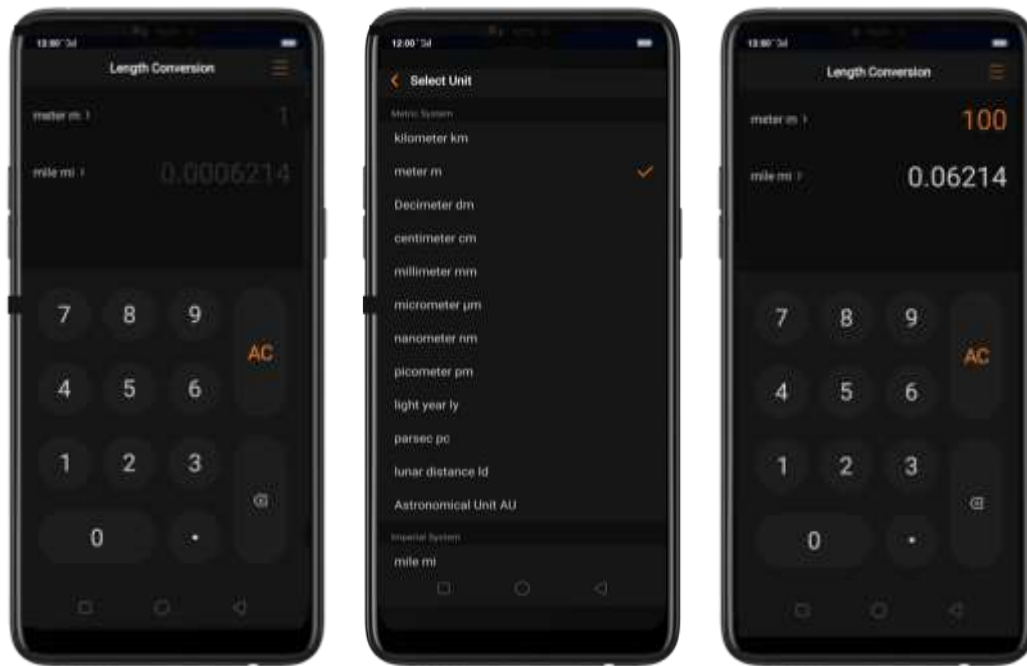 Length Conversion
meter m
1
mile mi
0.0006214
7 8 9
AC
4 5 6
1 2 3
0 .
12:00
Select Unit
Metric System
kilometer km
meter m
Decimeter dm
centimeter cm
millimeter mm
micrometer µm
nanometer nm
picometer pm
light year ly
parsec pc
lunar distance ld
Astronomical Unit AU
Imperial System
mile mi
Length Conversion
meter m
100
mile mi
0.06214
7 8 9
AC
4 5 6
1 2 3
0 .